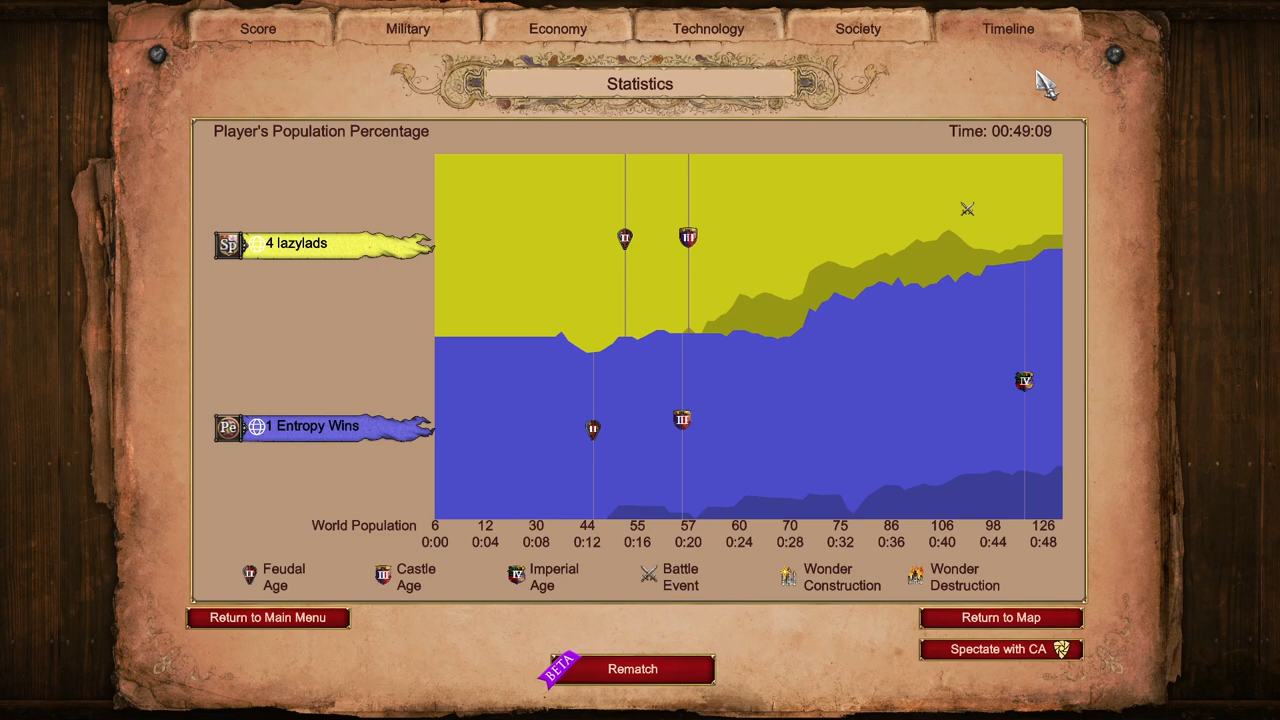 Score Military Economy Technology Society Timeline
Statistics
Player's Population Percentage Time: 00:49:09
Sp 4 lazylads
II III
IV
Pe 1 Entropy Wins
II III
World Population 6 12 30 44 55 57 60 70 75 86 106 98 126
0:00 0:04 0:08 0:12 0:16 0:20 0:24 0:28 0:32 0:36 0:40 0:44 0:48
II Feudal Age
III Castle Age
IV Imperial Age
Battle Event
Wonder Construction
Wonder Destruction
Return to Main Menu
Return to Map
Spectate with CA
BETA
Rematch